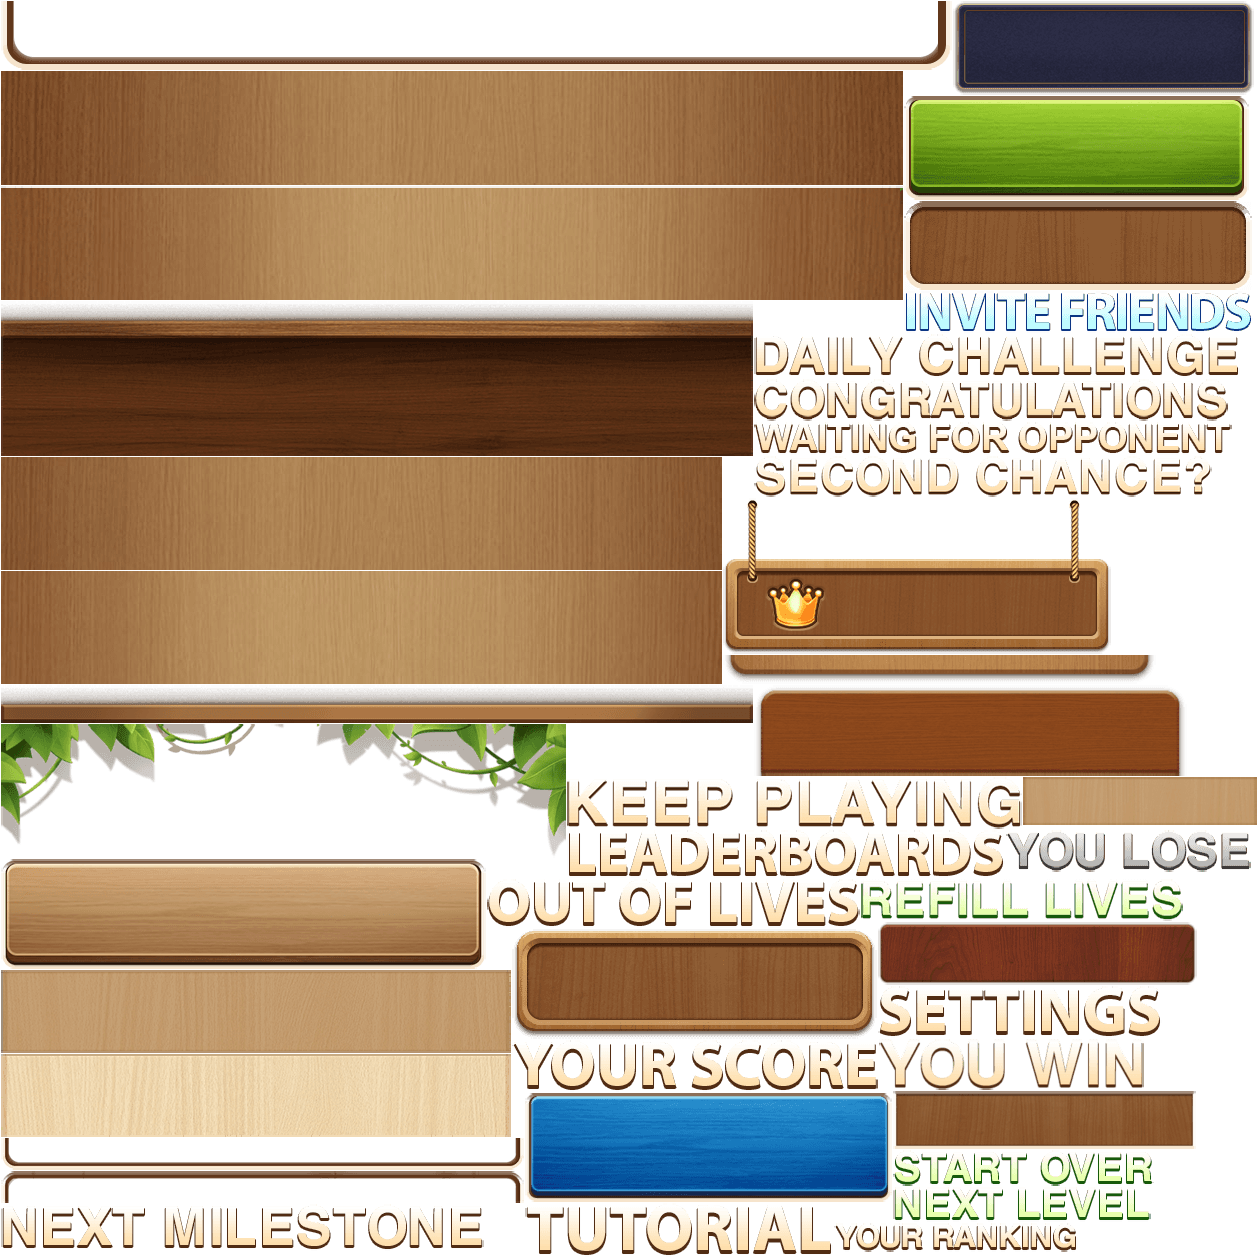 INVITE FRIENDS
DAILY CHALLENGE
CONGRATULATIONS
WAITING FOR OPPONENT
SECOND CHANCE?
KEEP PLAYING
LEADERBOARDS
YOU LOSE
OUT OF LIVES
REFILL LIVES
SETTINGS
YOUR SCORE
YOU WIN
START OVER
NEXT LEVEL
NEXT MILESTONE
TUTORIAL
YOUR RANKING